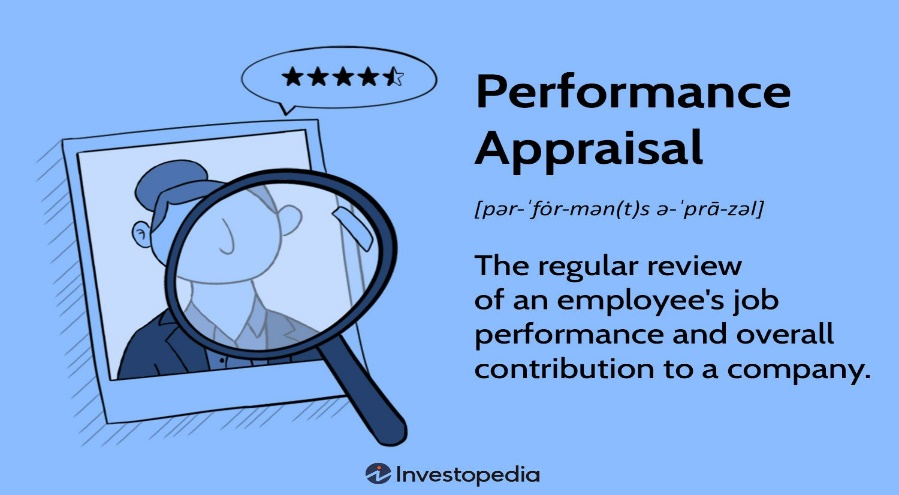 Performance
Appraisal
[pər-ˈfȯr-mən(t)s ə-ˈprā-zəl]
The regular review
of an employee's job
performance and overall
contribution to a company.
Investopedia